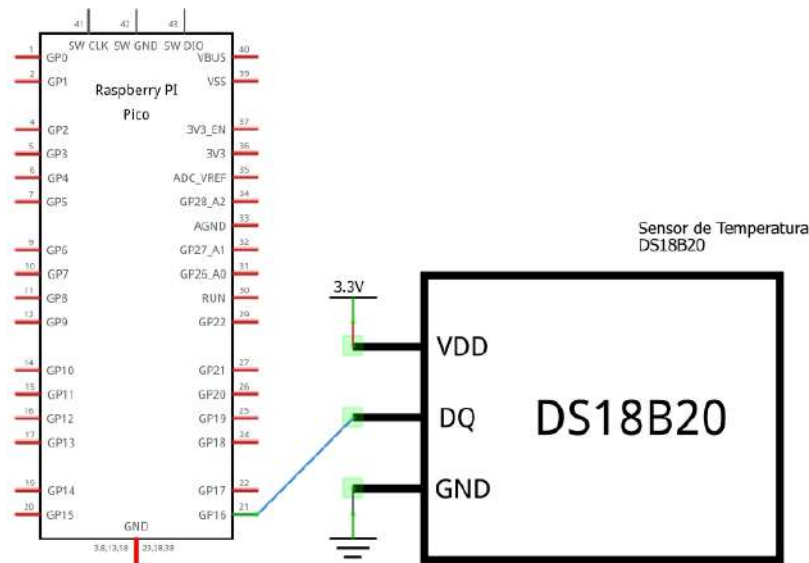 41 42 43
SW CLK SW GND SW DIO
1 GP0 VBUS 40
2 GP1 VSS 39
Raspberry PI
Pico
4 GP2 3V3_EN 37
5 GP3 3V3 36
6 GP4 ADC_VREF 35
7 GP5 GP28_A2 34
AGND 33
9 GP6 GP27_A1 32
10 GP7 GP26_A0 31
11 GP8 RUN 30
12 GP9 GP22 29
14 GP10 GP21 27
15 GP11 GP20 26
16 GP12 GP19 25
17 GP13 GP18 24
19 GP14 GP17 22
20 GP15 GP16 21
GND
3,8,13,18 23,28,38
Sensor de Temperatura
DS18B20
3.3V
VDD
DQ
GND
DS18B20